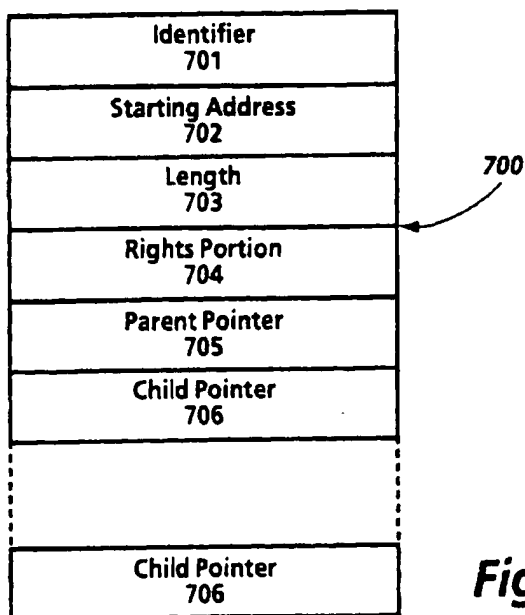 Identifier
701
Starting Address
702
Length
703
700
Rights Portion
704
Parent Pointer
705
Child Pointer
706
Child Pointer
706
Fig